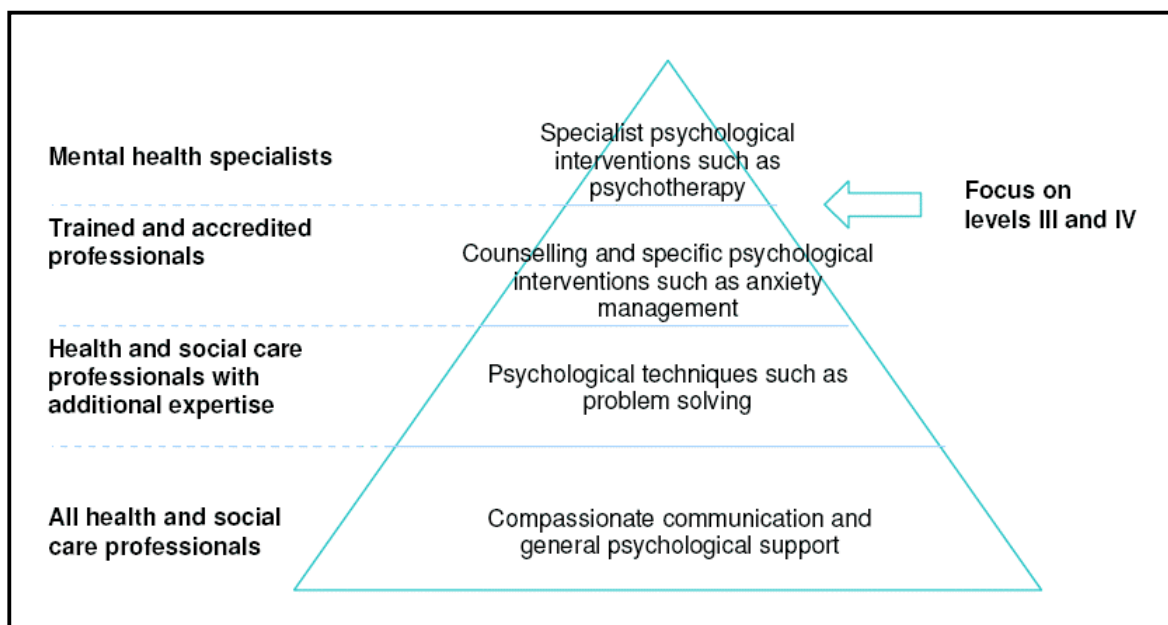 Mental health specialists
Specialist psychological
interventions such as
psychotherapy
Focus on
levels III and IV
Trained and accredited
professionals
Counselling and specific psychological
interventions such as anxiety
management
Health and social care
professionals with
additional expertise
Psychological techniques such as
problem solving
All health and social
care professionals
Compassionate communication and
general psychological support